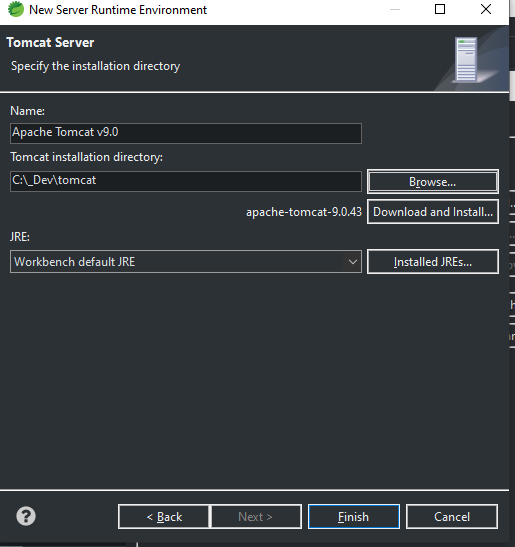 New Server Runtime Environment
Tomcat Server
Specify the installation directory
Name:
Apache Tomcat v9.0
Tomcat installation directory:
C:\_Dev\tomcat
Browse...
apache-tomcat-9.0.43
Download and Install...
JRE:
Workbench default JRE
Installed JREs...
?
< Back
Next >
Finish
Cancel